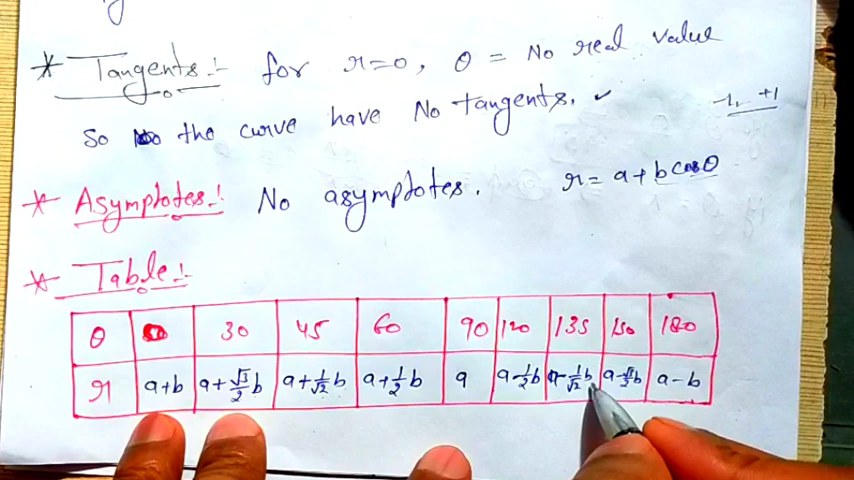 * Tangents :- for r=0, θ = No real value
So the curve have No tangents. ✓
-1, +1
* Asymptotes :- No asymptotes.
r = a + b cosθ
* Table :-
θ 0 30 45 60 90 120 135 150 180
r a+b a+√3/2 b a+1/√2 b a+1/2 b a a-1/2 b a-1/√2 b a-√3/2 b a-b